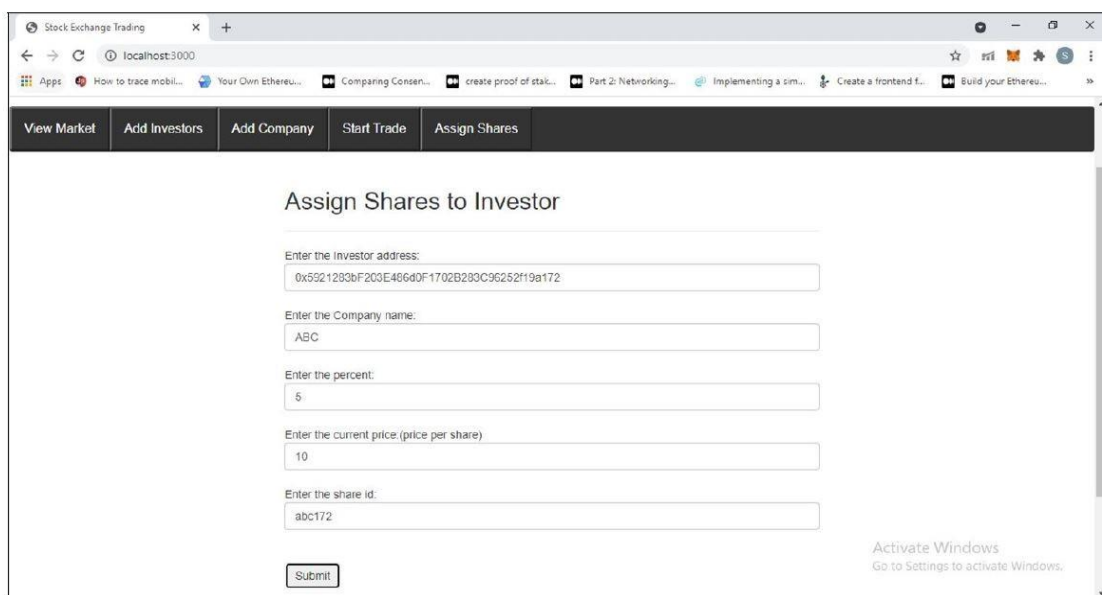 Stock Exchange Trading
localhost:3000
Apps How to trace mobil... Your Own Ethereu... Comparing Consen... create proof of stak... Part 2: Networking... Implementing a sim... Create a frontend f... Build your Ethereu...
View Market Add Investors Add Company Start Trade Assign Shares
Assign Shares to Investor
Enter the Investor address:
0x5921283bF203E486d0F1702B283C96252f19a172
Enter the Company name:
ABC
Enter the percent:
5
Enter the current price:(price per share)
10
Enter the share id:
abc172
Submit
Activate Windows
Go to Settings to activate Windows.